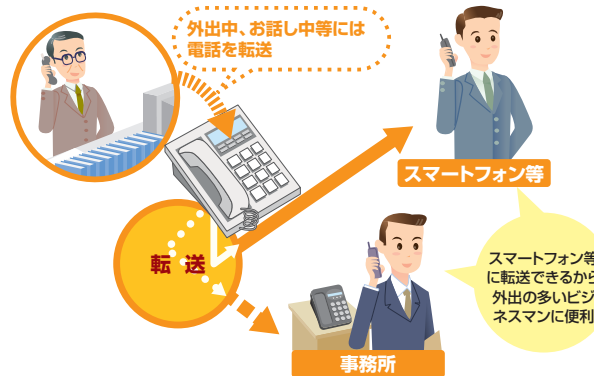 外出中、お話し中等には
電話を転送
スマートフォン等
転送
スマートフォン等
に転送できるから
外出の多いビジ
ネスマンに便利
事務所